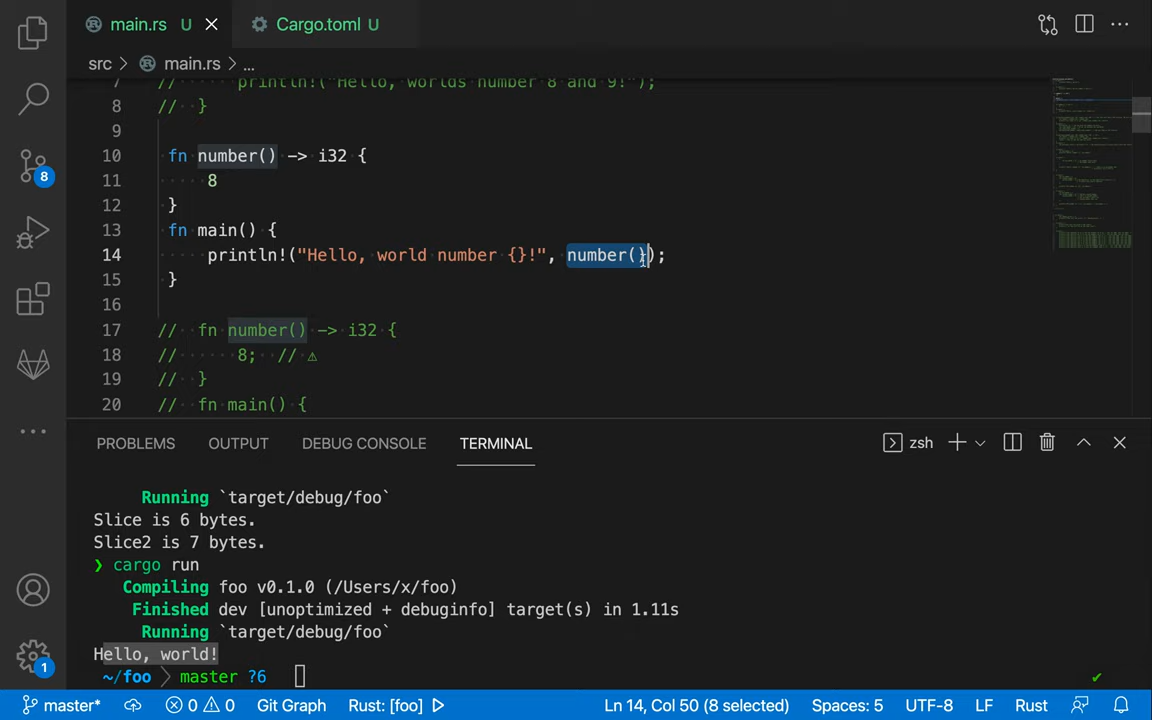 main.rs U Cargo.toml U
src > main.rs > ...
7 // println!("Hello, worlds number 8 and 9!");
8 // }
9
10 fn number() -> i32 {
11 8
12 }
13 fn main() {
14 println!("Hello, world number {}!", number());
15 }
16
17 // fn number() -> i32 {
18 // 8; // ⚠
19 // }
20 // fn main() {
8
PROBLEMS OUTPUT DEBUG CONSOLE TERMINAL zsh
Running `target/debug/foo`
Slice is 6 bytes.
Slice2 is 7 bytes.
❯ cargo run
Compiling foo v0.1.0 (/Users/x/foo)
Finished dev [unoptimized + debuginfo] target(s) in 1.11s
Running `target/debug/foo`
Hello, world!
~/foo master ?6 ✔
1
master* 0 0 Git Graph Rust: [foo] Ln 14, Col 50 (8 selected) Spaces: 5 UTF-8 LF Rust